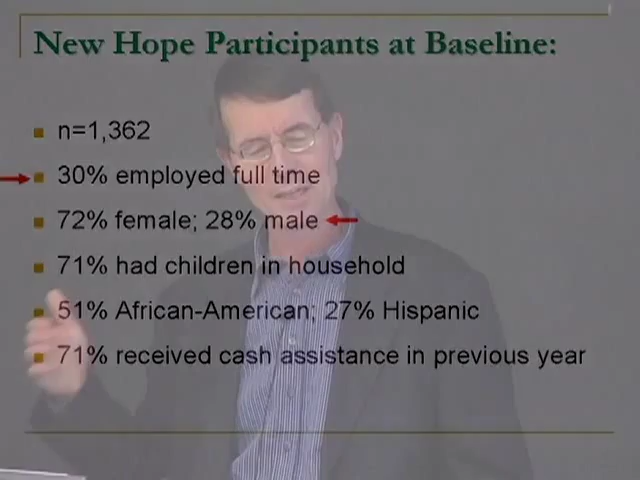 New Hope Participants at Baseline:
n=1,362
30% employed full time
72% female; 28% male
71% had children in household
51% African-American; 27% Hispanic
71% received cash assistance in previous year